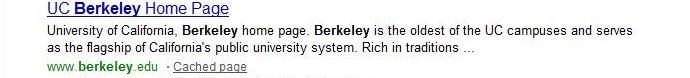 UC Berkeley Home Page
University of California, Berkeley home page. Berkeley is the oldest of the UC campuses and serves
as the flagship of California's public university system. Rich in traditions ...
www.berkeley.edu · Cached page